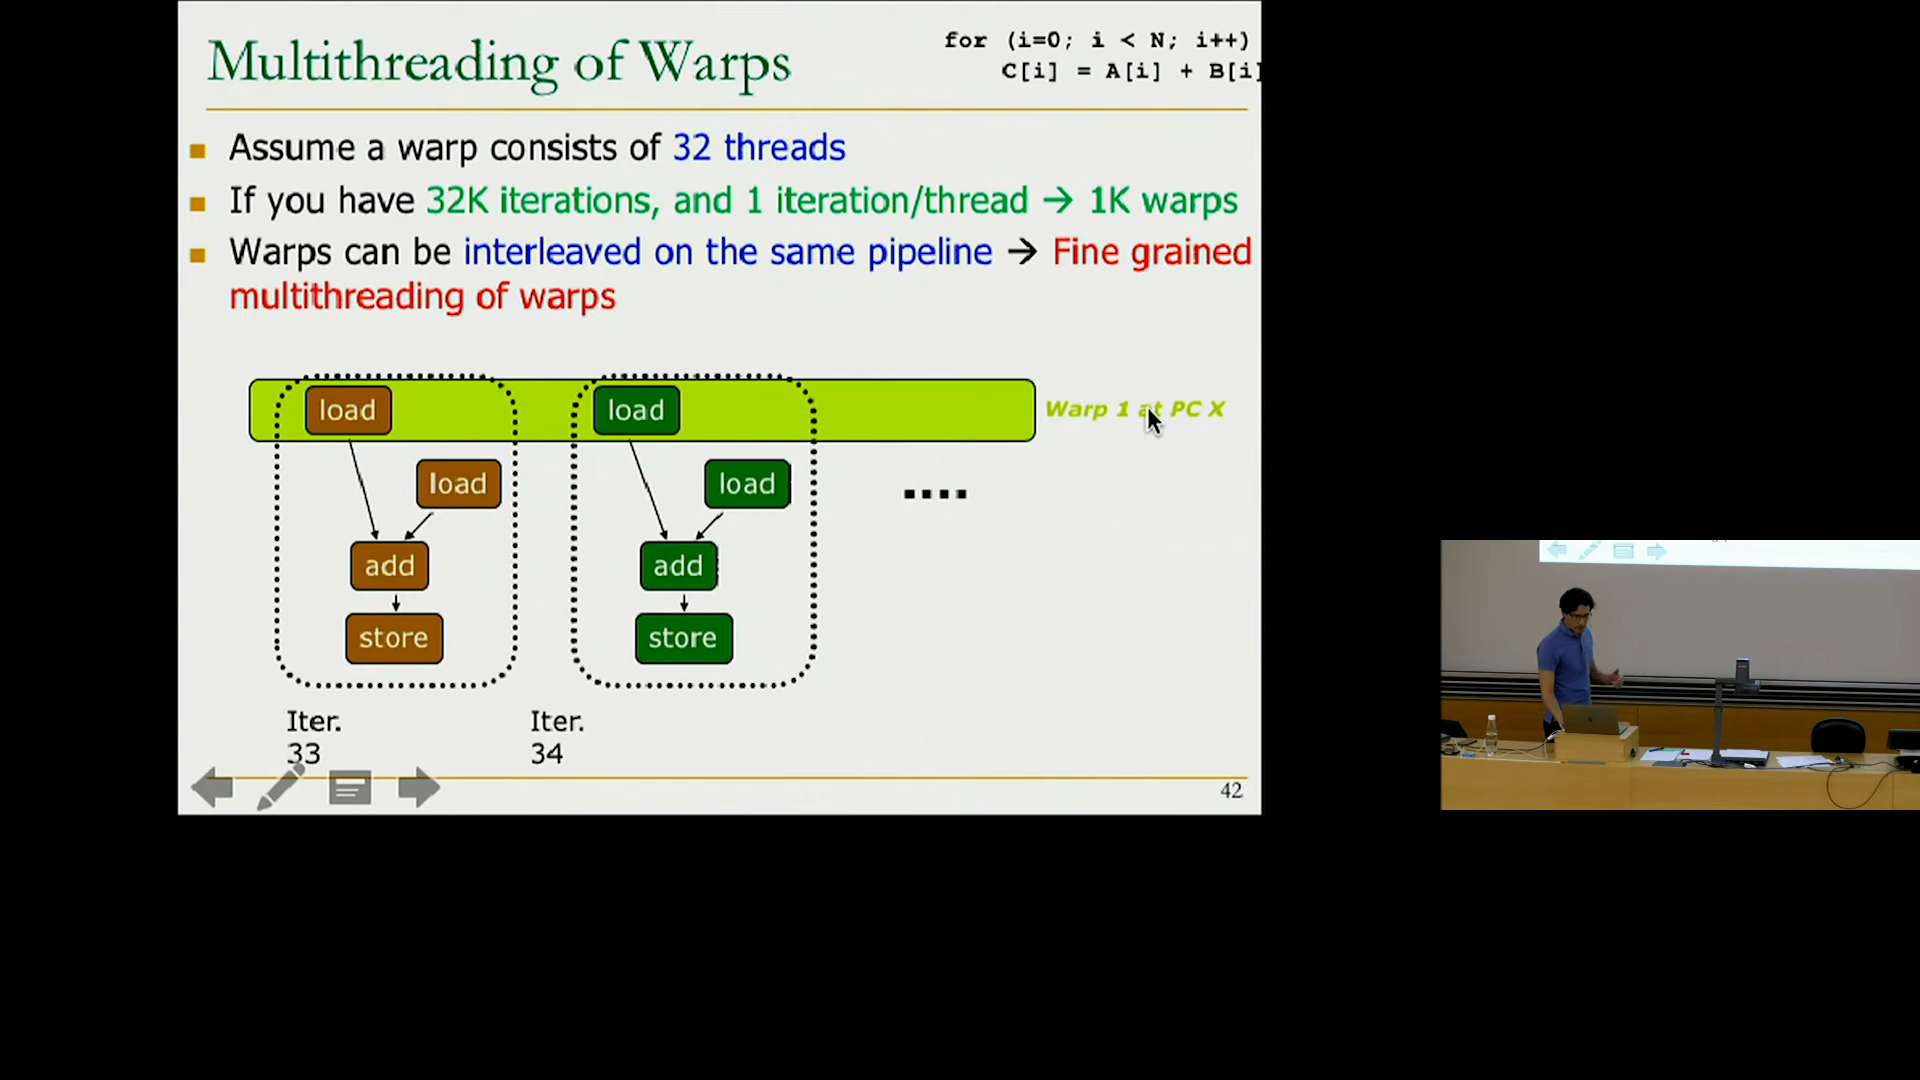 Multithreading of Warps
for (i=0; i < N; i++)
C[i] = A[i] + B[i]
Assume a warp consists of 32 threads
If you have 32K iterations, and 1 iteration/thread → 1K warps
Warps can be interleaved on the same pipeline → Fine grained
multithreading of warps
load
load
Warp 1 at PC X
load
load
....
add
add
store
store
Iter.
33
Iter.
34
42